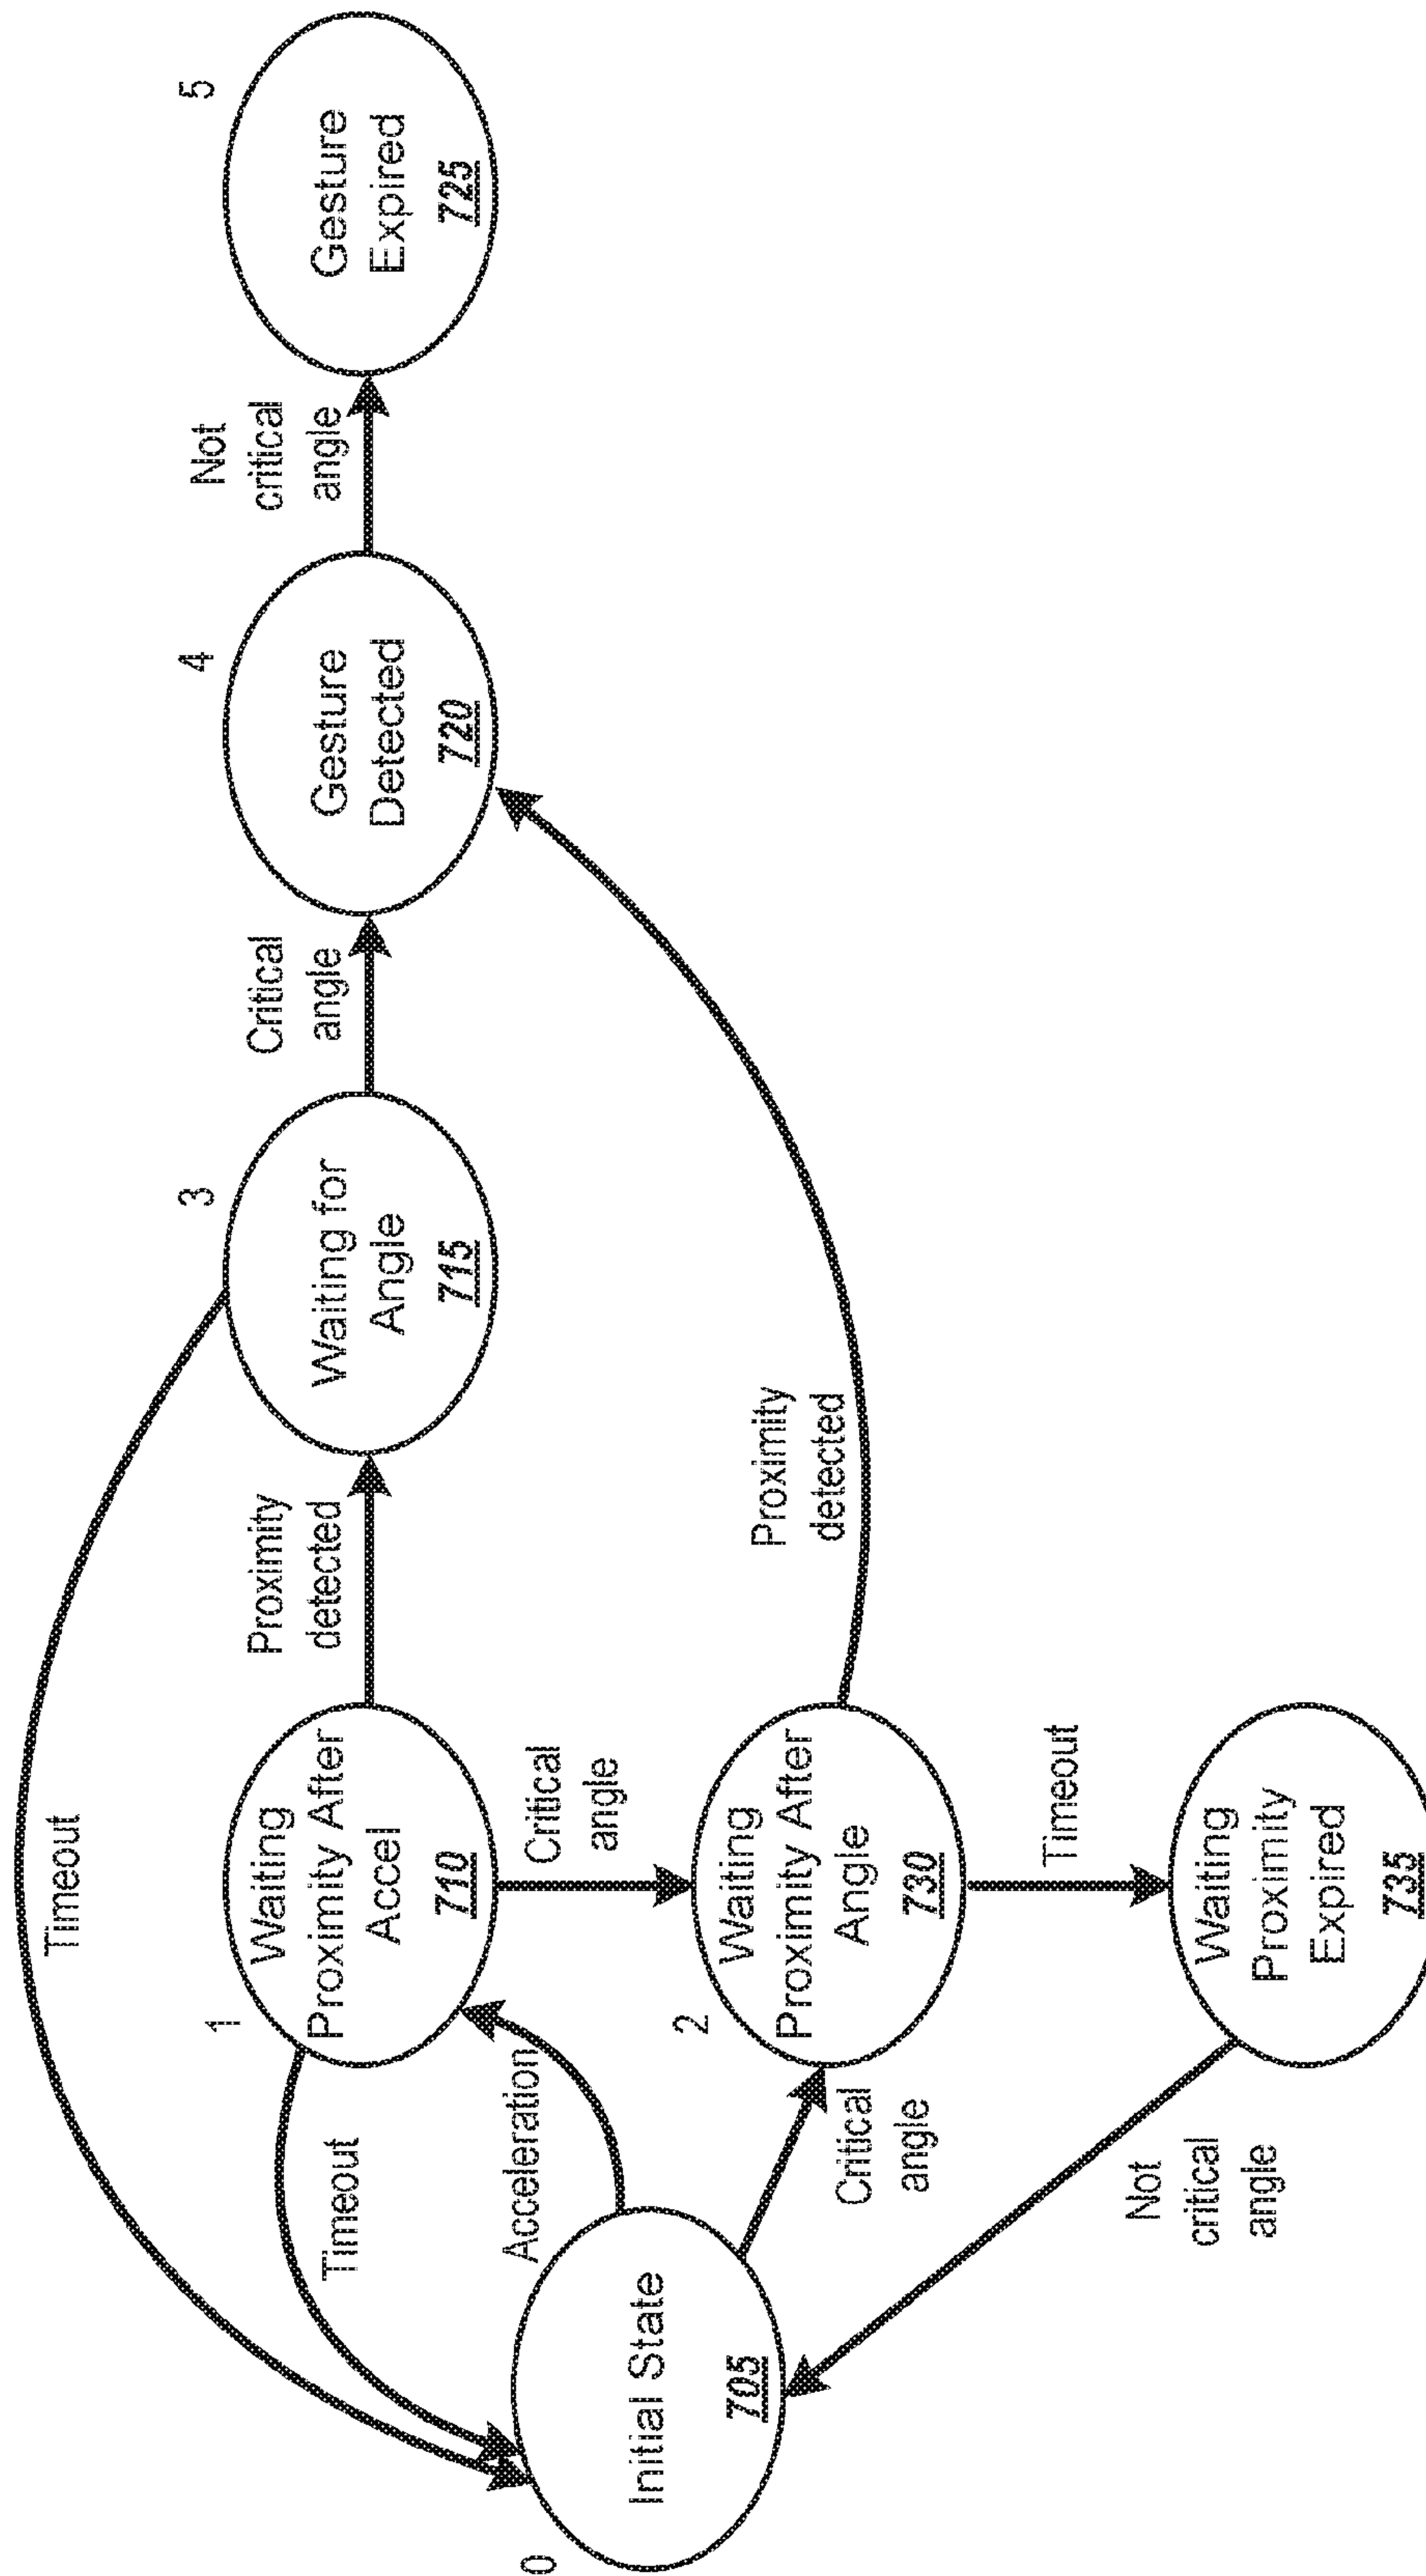 Timeout
0
Initial State
705
Timeout
Acceleration
1
Waiting
Proximity After
Accel
710
Proximity
detected
3
Waiting for
Angle
715
Critical
angle
4
Gesture
Detected
720
Not
critical
angle
5
Gesture
Expired
725
Critical
angle
Critical
angle
2
Waiting
Proximity After
Angle
730
Proximity
detected
Timeout
Not
critical
angle
Waiting
Proximity
Expired
735